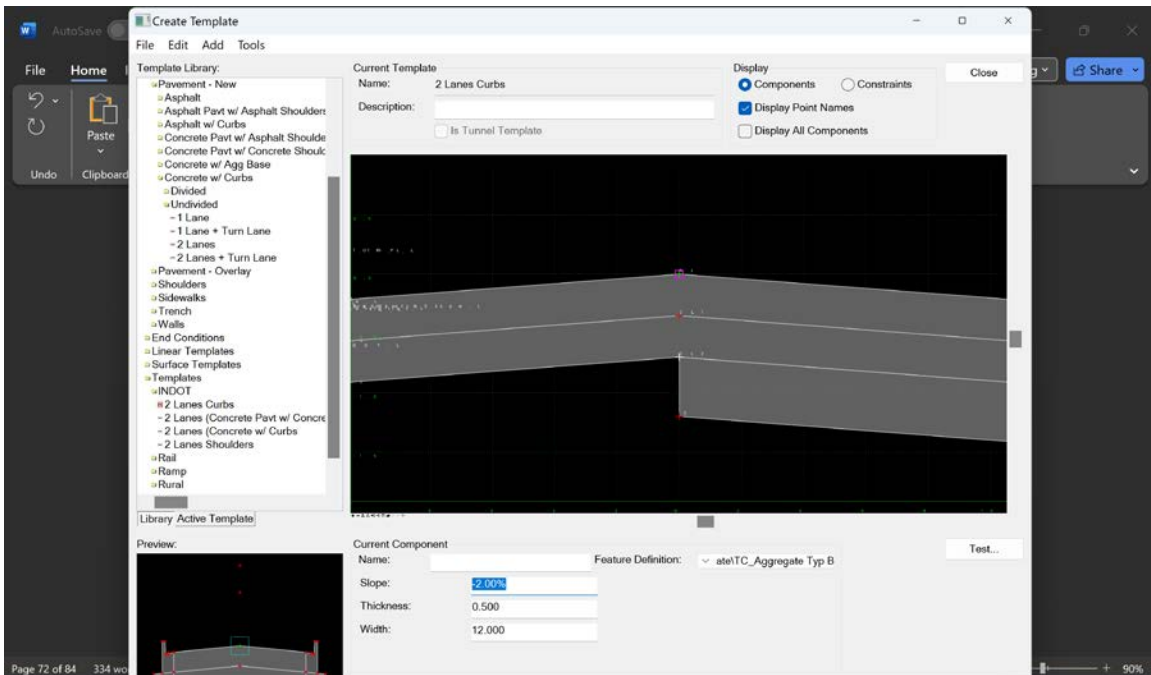 AutoSave
Create Template
File Edit Add Tools
File Home
Share
Paste
Undo
Clipboard
Template Library:
Pavement - New
Asphalt
Asphalt Pavt w/ Asphalt Shoulders
Asphalt w/ Curbs
Concrete Pavt w/ Asphalt Shoulde
Concrete Pavt w/ Concrete Shoulc
Concrete w/ Agg Base
Concrete w/ Curbs
Divided
Undivided
1 Lane
1 Lane + Turn Lane
2 Lanes
2 Lanes + Turn Lane
Pavement - Overlay
Shoulders
Sidewalks
Trench
Walls
End Conditions
Linear Templates
Surface Templates
Templates
INDOT
2 Lanes Curbs
2 Lanes (Concrete Pavt w/ Concre
2 Lanes (Concrete w/ Curbs
2 Lanes Shoulders
Rail
Ramp
Rural
Library Active Template
Preview:
Current Template
Name: 2 Lanes Curbs
Description:
Is Tunnel Template
Display
Components Constraints
Display Point Names
Display All Components
Close
Current Component
Name:
Feature Definition: ate\TC_Aggregate Typ B
Slope: -2.00%
Thickness: 0.500
Width: 12.000
Test...
Page 72 of 84 334 wo
90%